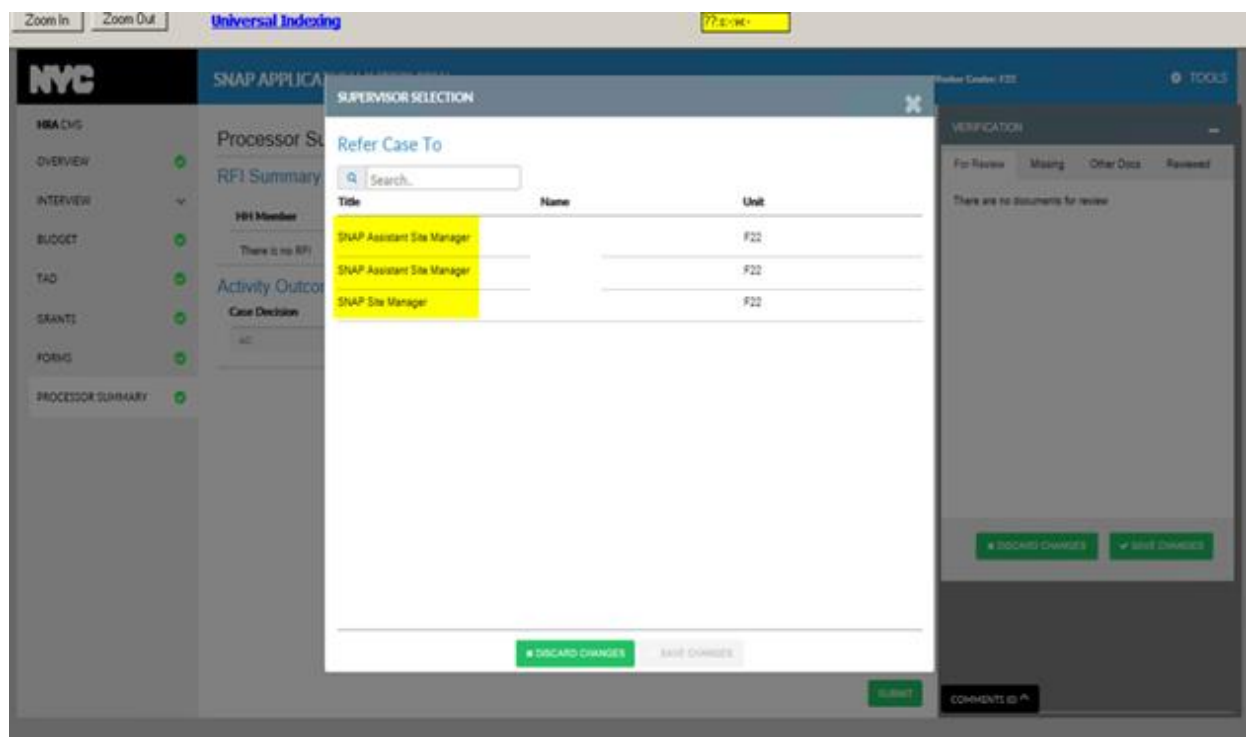 Zoom In Zoom Out Universal Indexing
NYC SNAP APPLICA TOOLS
SUPERVISOR SELECTION
HRA CMS
OVERVIEW
INTERVIEW
BUDGET
TAD
GRANTS
FORMS
PROCESSOR SUMMARY
Processor Su
RFI Summary
HH Member
There is no RFI
Activity Outcor
Case Decision
AC
Refer Case To
Search..
Title Name Unit
SNAP Assistant Site Manager F22
SNAP Assistant Site Manager F22
SNAP Site Manager F22
DISCARD CHANGES SAVE CHANGES
SUBMIT
VERIFICATION
For Review Missing Other Docs Reviewed
There are no documents for review
DISCARD CHANGES SAVE CHANGES
COMMENTS (0)